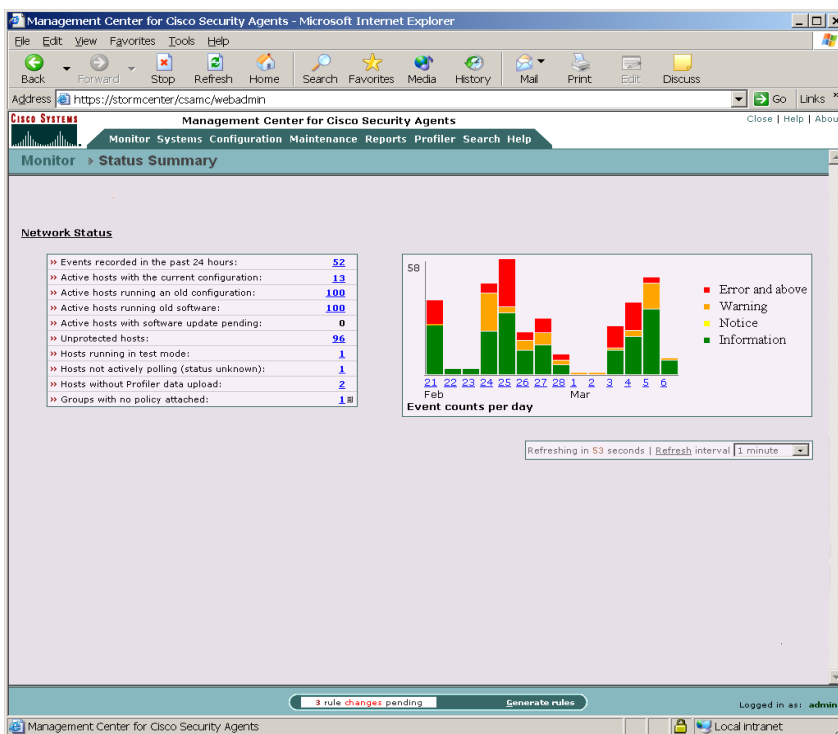 Management Center for Cisco Security Agents - Microsoft Internet Explorer
File Edit View Favorites Tools Help
Back Forward Stop Refresh Home Search Favorites Media History Mail Print Edit Discuss
Address https://stormcenter/csamc/webadmin Go Links »
CISCO SYSTEMS Management Center for Cisco Security Agents Close | Help | Abou
Monitor Systems Configuration Maintenance Reports Profiler Search Help
Monitor > Status Summary
Network Status
» Events recorded in the past 24 hours: 52
» Active hosts with the current configuration: 13
» Active hosts running an old configuration: 100
» Active hosts running old software: 100
» Active hosts with software update pending: 0
» Unprotected hosts: 96
» Hosts running in test mode: 1
» Hosts not actively polling (status unknown): 1
» Hosts without Profiler data upload: 2
» Groups with no policy attached: 1
58
Error and above
Warning
Notice
Information
21 22 23 24 25 26 27 28 1 2 3 4 5 6
Feb Mar
Event counts per day
Refreshing in 53 seconds | Refresh interval 1 minute
3 rule changes pending Generate rules
Logged in as: admin
Management Center for Cisco Security Agents Local intranet